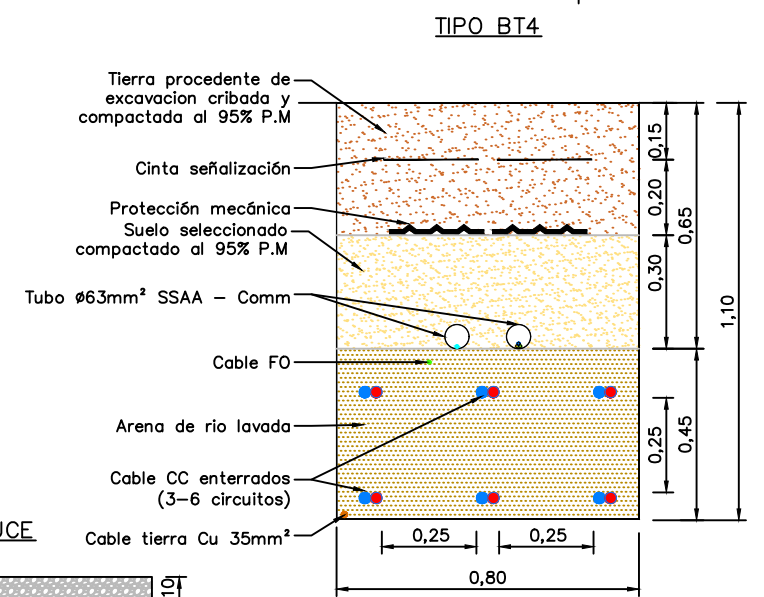 TIPO BT4
Tierra procedente de
excavacion cribada y
compactada al 95% P.M
Cinta señalización
Protección mecánica
Suelo seleccionado
compactado al 95% P.M
Tubo ø63mm² SSAA - Comm
Cable FO
Arena de rio lavada
Cable CC enterrados
(3-6 circuitos)
Cable tierra Cu 35mm²
0,15
0,20
0,30
0,65
1,10
0,25
0,45
0,25
0,25
0,80
UCE
10